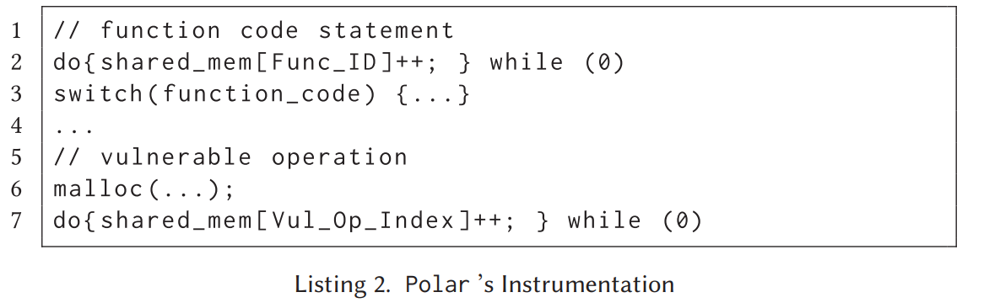 1 // function code statement
2 do{shared_mem[Func_ID]++; } while (0)
3 switch(function_code) {...}
4 ...
5 // vulnerable operation
6 malloc(...);
7 do{shared_mem[Vul_Op_Index]++; } while (0)
Listing 2. Polar 's Instrumentation